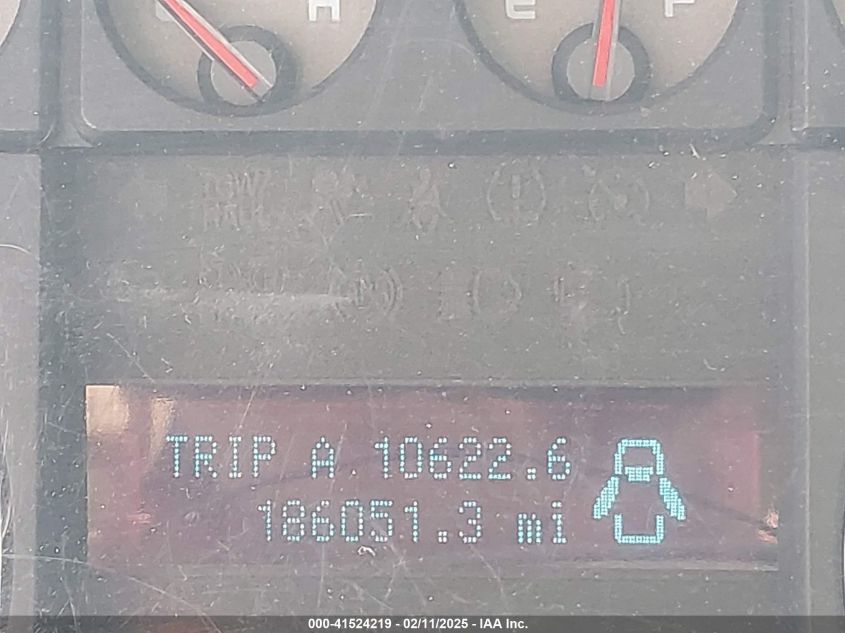 H
E F
TRIP A 10622.6
186051.3 mi
000-41524219 - 02/11/2025 - IAA Inc.